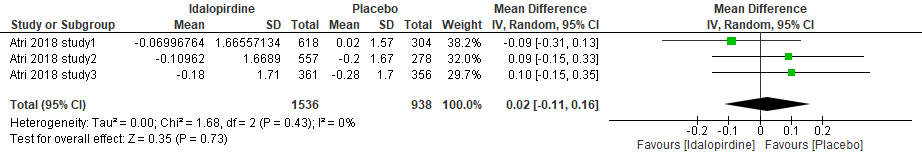 Idalopirdine Placebo Mean Difference Mean Difference
Study or Subgroup Mean SD Total Mean SD Total Weight IV, Random, 95% CI IV, Random, 95% CI
Atri 2018 study1 -0.06996764 1.66557134 618 0.02 1.57 304 38.2% -0.09 [-0.31, 0.13]
Atri 2018 study2 -0.10962 1.6689 557 -0.2 1.67 278 32.0% 0.09 [-0.15, 0.33]
Atri 2018 study3 -0.18 1.71 361 -0.28 1.7 356 29.7% 0.10 [-0.15, 0.35]
Total (95% CI) 1536 938 100.0% 0.02 [-0.11, 0.16]
Heterogeneity: Tau² = 0.00; Chi² = 1.68, df = 2 (P = 0.43); I² = 0%
Test for overall effect: Z = 0.35 (P = 0.73)
-0.2 -0.1 0 0.1 0.2
Favours [Idalopirdine] Favours [Placebo]